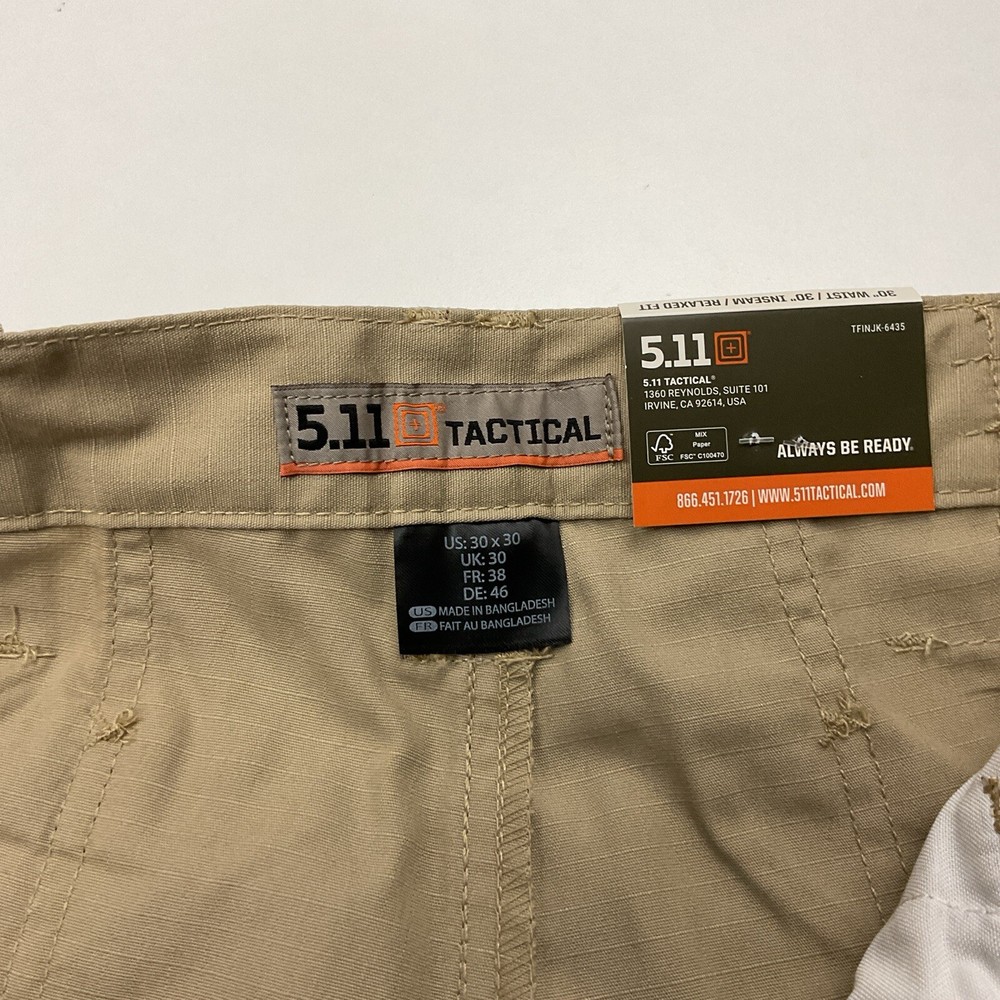 30" WAIST / 30" INSEAM / RELAXED FIT
5.11
TFINJK-6435
5.11 TACTICAL®
1360 REYNOLDS, SUITE 101
IRVINE, CA 92614, USA
FSC
MIX
Paper
FSC® C100470
ALWAYS BE READY®
866.451.1726 | WWW.511TACTICAL.COM
5.11 TACTICAL
US: 30 x 30
UK: 30
FR: 38
DE: 46
US MADE IN BANGLADESH
FR FAIT AU BANGLADESH